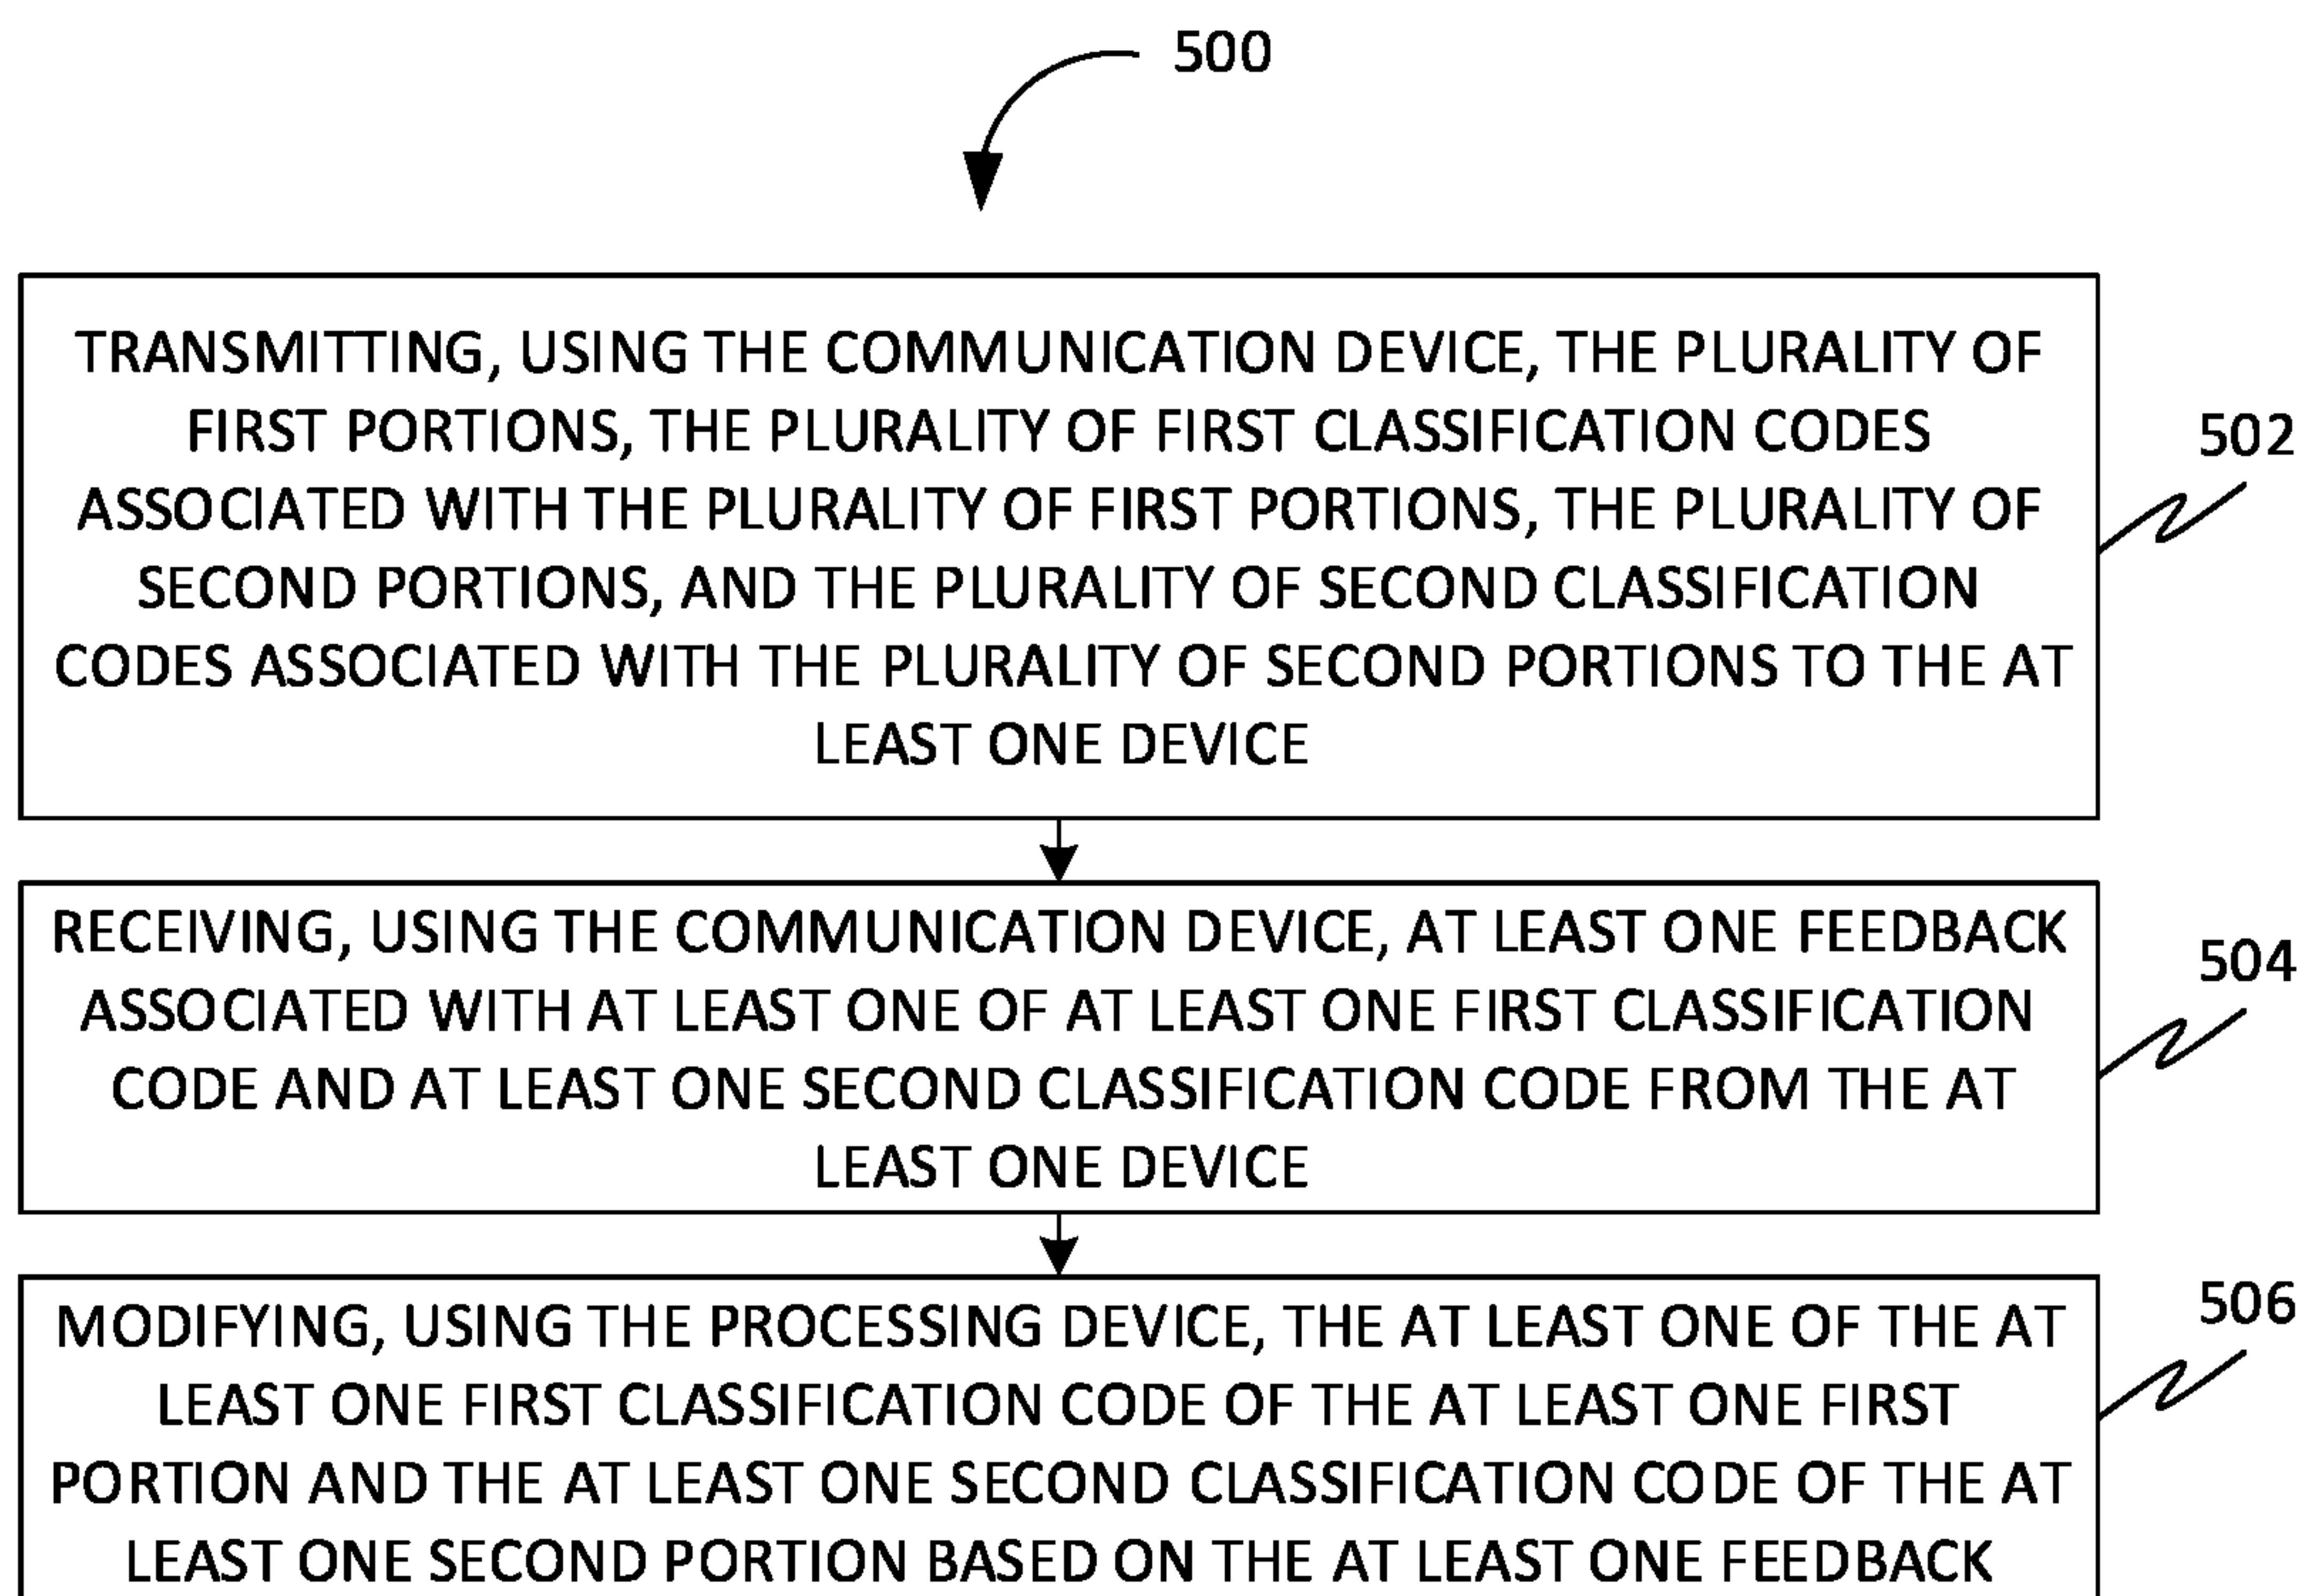 500
TRANSMITTING, USING THE COMMUNICATION DEVICE, THE PLURALITY OF
FIRST PORTIONS, THE PLURALITY OF FIRST CLASSIFICATION CODES
ASSOCIATED WITH THE PLURALITY OF FIRST PORTIONS, THE PLURALITY OF
SECOND PORTIONS, AND THE PLURALITY OF SECOND CLASSIFICATION
CODES ASSOCIATED WITH THE PLURALITY OF SECOND PORTIONS TO THE AT
LEAST ONE DEVICE
502
RECEIVING, USING THE COMMUNICATION DEVICE, AT LEAST ONE FEEDBACK
ASSOCIATED WITH AT LEAST ONE OF AT LEAST ONE FIRST CLASSIFICATION
CODE AND AT LEAST ONE SECOND CLASSIFICATION CODE FROM THE AT
LEAST ONE DEVICE
504
MODIFYING, USING THE PROCESSING DEVICE, THE AT LEAST ONE OF THE AT
LEAST ONE FIRST CLASSIFICATION CODE OF THE AT LEAST ONE FIRST
PORTION AND THE AT LEAST ONE SECOND CLASSIFICATION CODE OF THE AT
LEAST ONE SECOND PORTION BASED ON THE AT LEAST ONE FEEDBACK
506